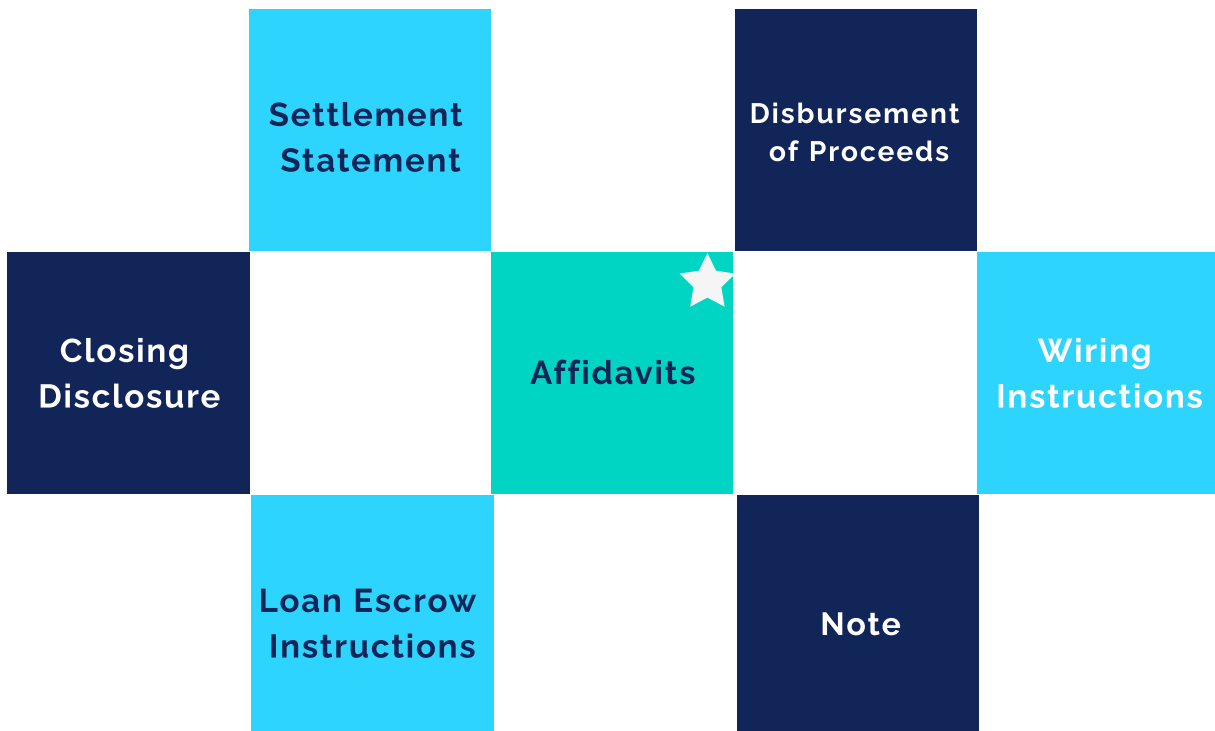 Settlement
Statement
Disbursement
of Proceeds
Closing
Disclosure
Affidavits
Wiring
Instructions
Loan Escrow
Instructions
Note